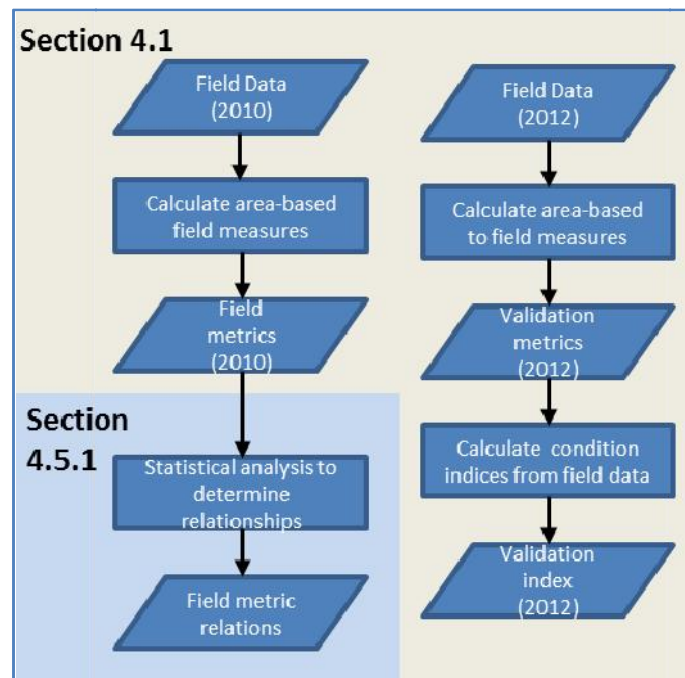 Section 4.1
Field Data
(2010)
Calculate area-based
field measures
Field
metrics
(2010)
Section
4.5.1
Statistical analysis to
determine
relationships
Field metric
relations
Field Data
(2012)
Calculate area-based
to field measures
Validation
metrics
(2012)
Calculate condition
indices from field data
Validation
index
(2012)